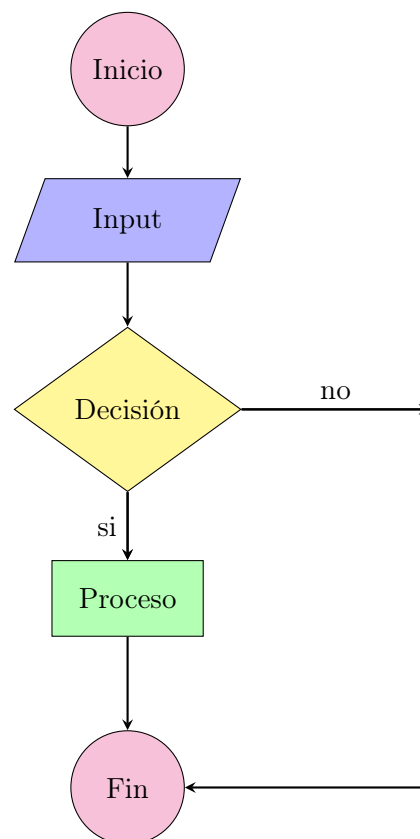 Inicio
Input
Decisión
no
si
Proceso
Fin